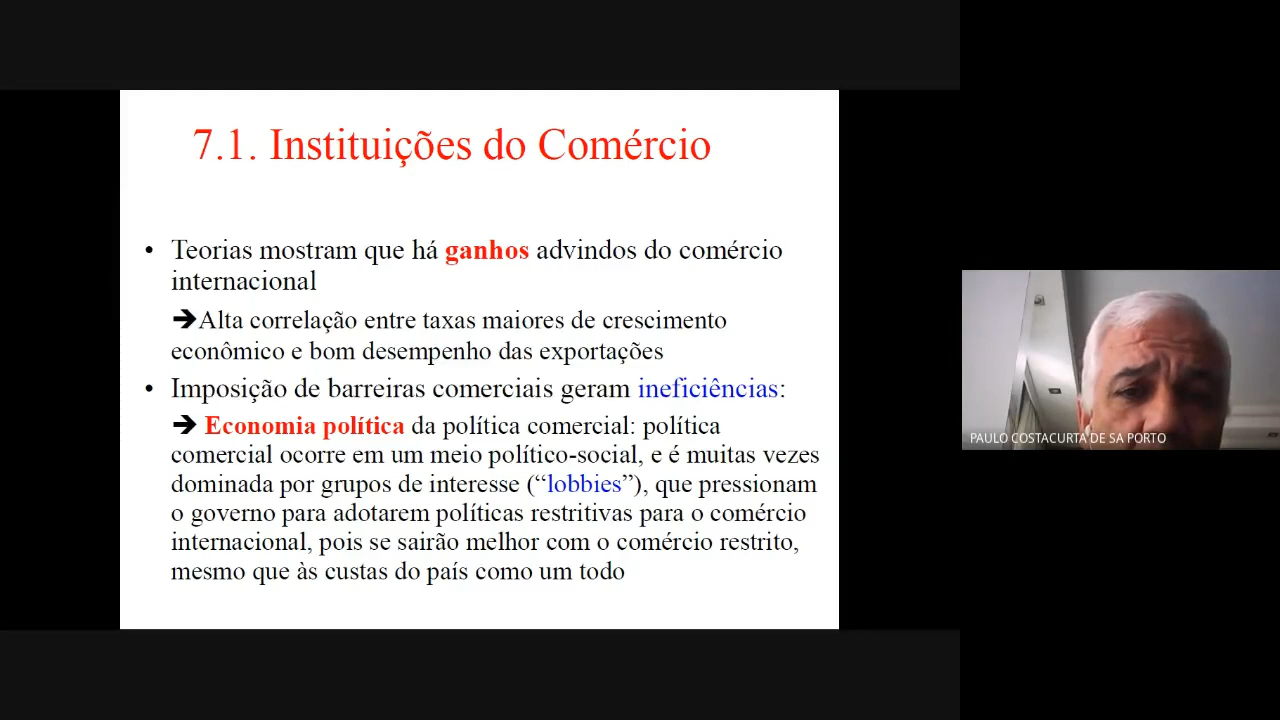 7.1. Instituições do Comércio
• Teorias mostram que há ganhos advindos do comércio
internacional
➔Alta correlação entre taxas maiores de crescimento
econômico e bom desempenho das exportações
• Imposição de barreiras comerciais geram ineficiências:
➔ Economia política da política comercial: política
comercial ocorre em um meio político-social, e é muitas vezes
dominada por grupos de interesse (“lobbies”), que pressionam
o governo para adotarem políticas restritivas para o comércio
internacional, pois se sairão melhor com o comércio restrito,
mesmo que às custas do país como um todo
PAULO COSTACURTA DE SA PORTO